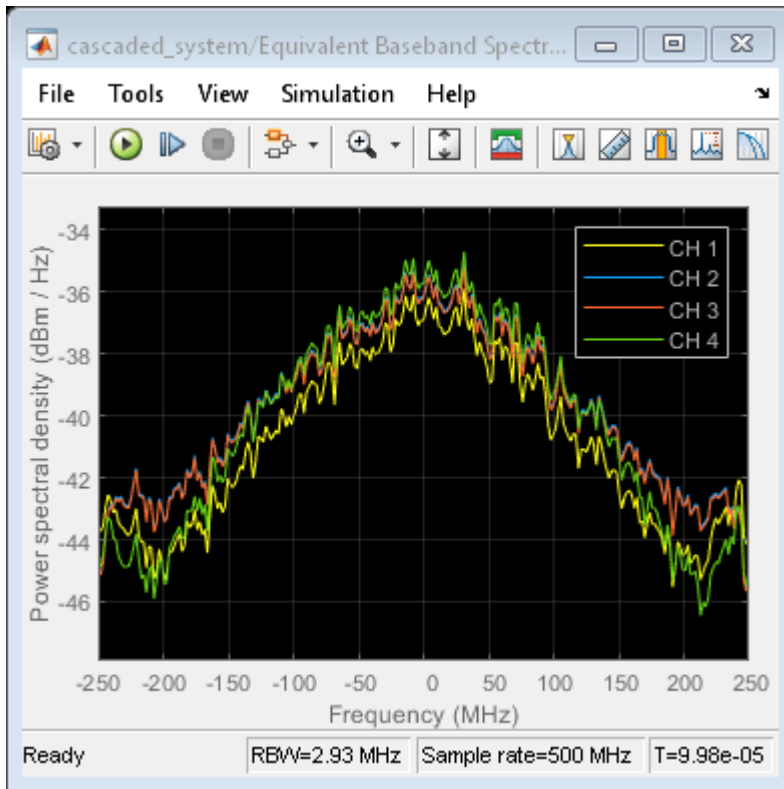 cascaded_system/Equivalent Baseband Spectr...
File Tools View Simulation Help
Power spectral density (dBm / Hz)
-34
-36
-38
-40
-42
-44
-46
CH 1
CH 2
CH 3
CH 4
-250 -200 -150 -100 -50 0 50 100 150 200 250
Frequency (MHz)
Ready RBW=2.93 MHz Sample rate=500 MHz T=9.98e-05